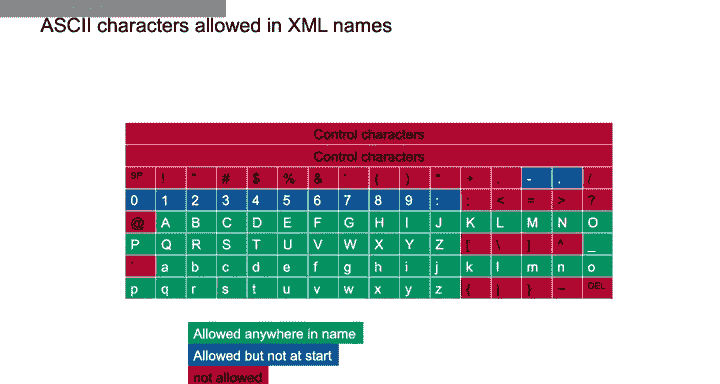 ASCII characters allowed in XML names
Control characters
Control characters
SP ! " # $ % & ' ( ) * + , - . /
0 1 2 3 4 5 6 7 8 9 : ; < = > ?
@ A B C D E F G H I J K L M N O
P Q R S T U V W X Y Z [ \ ] ^ _
` a b c d e f g h i j k l m n o
p q r s t u v w x y z { | } ~ DEL
Allowed anywhere in name
Allowed but not at start
not allowed